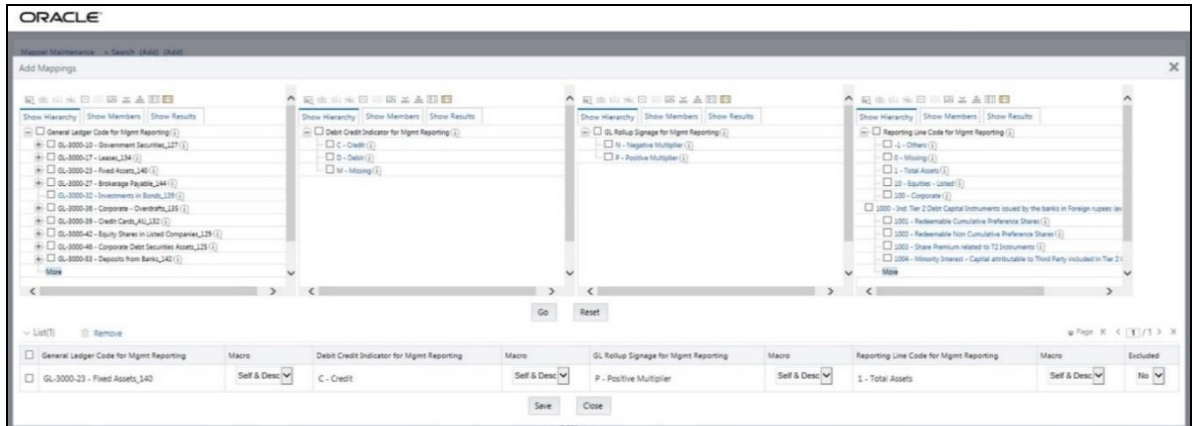 ORACLE
Mapper Maintenance » Search (Add) (Add)
Add Mappings
Show Hierarchy Show Members Show Results
General Ledger Code for Mgmt Reporting
GL-3000-10 - Government Securities_127
GL-3000-17 - Leases_134
GL-3000-23 - Fixed Assets_140
GL-3000-27 - Brokerage Payable_144
GL-3000-32 - Investments in Bonds_139
GL-3000-36 - Corporate - Overdrafts_135
GL-3000-39 - Credit Cards_AU_132
GL-3000-42 - Equity Shares in Listed Companies_129
GL-3000-46 - Corporate Debt Securities Assets_125
GL-3000-53 - Deposits from Banks_142
More
Show Hierarchy Show Members Show Results
Debit Credit Indicator for Mgmt Reporting
C - Credit
D - Debit
M - Missing
Show Hierarchy Show Members Show Results
GL Rollup Signage for Mgmt Reporting
N - Negative Multiplier
P - Positive Multiplier
Show Hierarchy Show Members Show Results
Reporting Line Code for Mgmt Reporting
-1 - Others
0 - Missing
1 - Total Assets
10 - Equities - Listed
100 - Corporate
1000 - Ind: Tier 2 Debt Capital Instruments issued by the banks in Foreign rupees
1001 - Redeemable Cumulative Preference Shares
1002 - Redeemable Non Cumulative Preference Shares
1003 - Share Premium related to T2 Instruments
1004 - Minority Interest - Capital attributable to Third Party included in Tier 2
More
Go Reset
List(1) Remove Page 1 / 1
General Ledger Code for Mgmt Reporting Macro Debit Credit Indicator for Mgmt Reporting Macro GL Rollup Signage for Mgmt Reporting Macro Reporting Line Code for Mgmt Reporting Macro Excluded
GL-3000-23 - Fixed Assets_140 Self & Desc C - Credit Self & Desc P - Positive Multiplier Self & Desc 1 - Total Assets Self & Desc No
Save Close